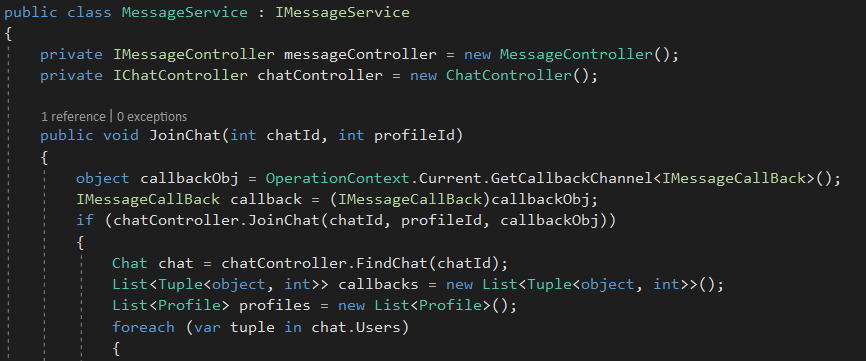 public class MessageService : IMessageService
{
private IMessageController messageController = new MessageController();
private IChatController chatController = new ChatController();
1 reference | 0 exceptions
public void JoinChat(int chatId, int profileId)
{
object callbackObj = OperationContext.Current.GetCallbackChannel<IMessageCallBack>();
IMessageCallBack callback = (IMessageCallBack)callbackObj;
if (chatController.JoinChat(chatId, profileId, callbackObj))
{
Chat chat = chatController.FindChat(chatId);
List<Tuple<object, int>> callbacks = new List<Tuple<object, int>>();
List<Profile> profiles = new List<Profile>();
foreach (var tuple in chat.Users)
{